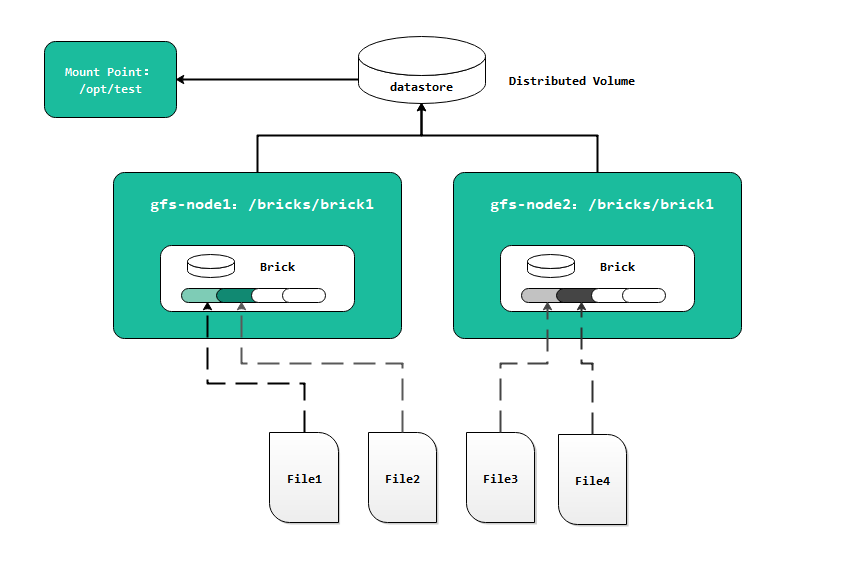 Mount Point:
/opt/test
datastore
Distributed Volume
gfs-node1: /bricks/brick1
gfs-node2: /bricks/brick1
Brick
Brick
File1
File2
File3
File4